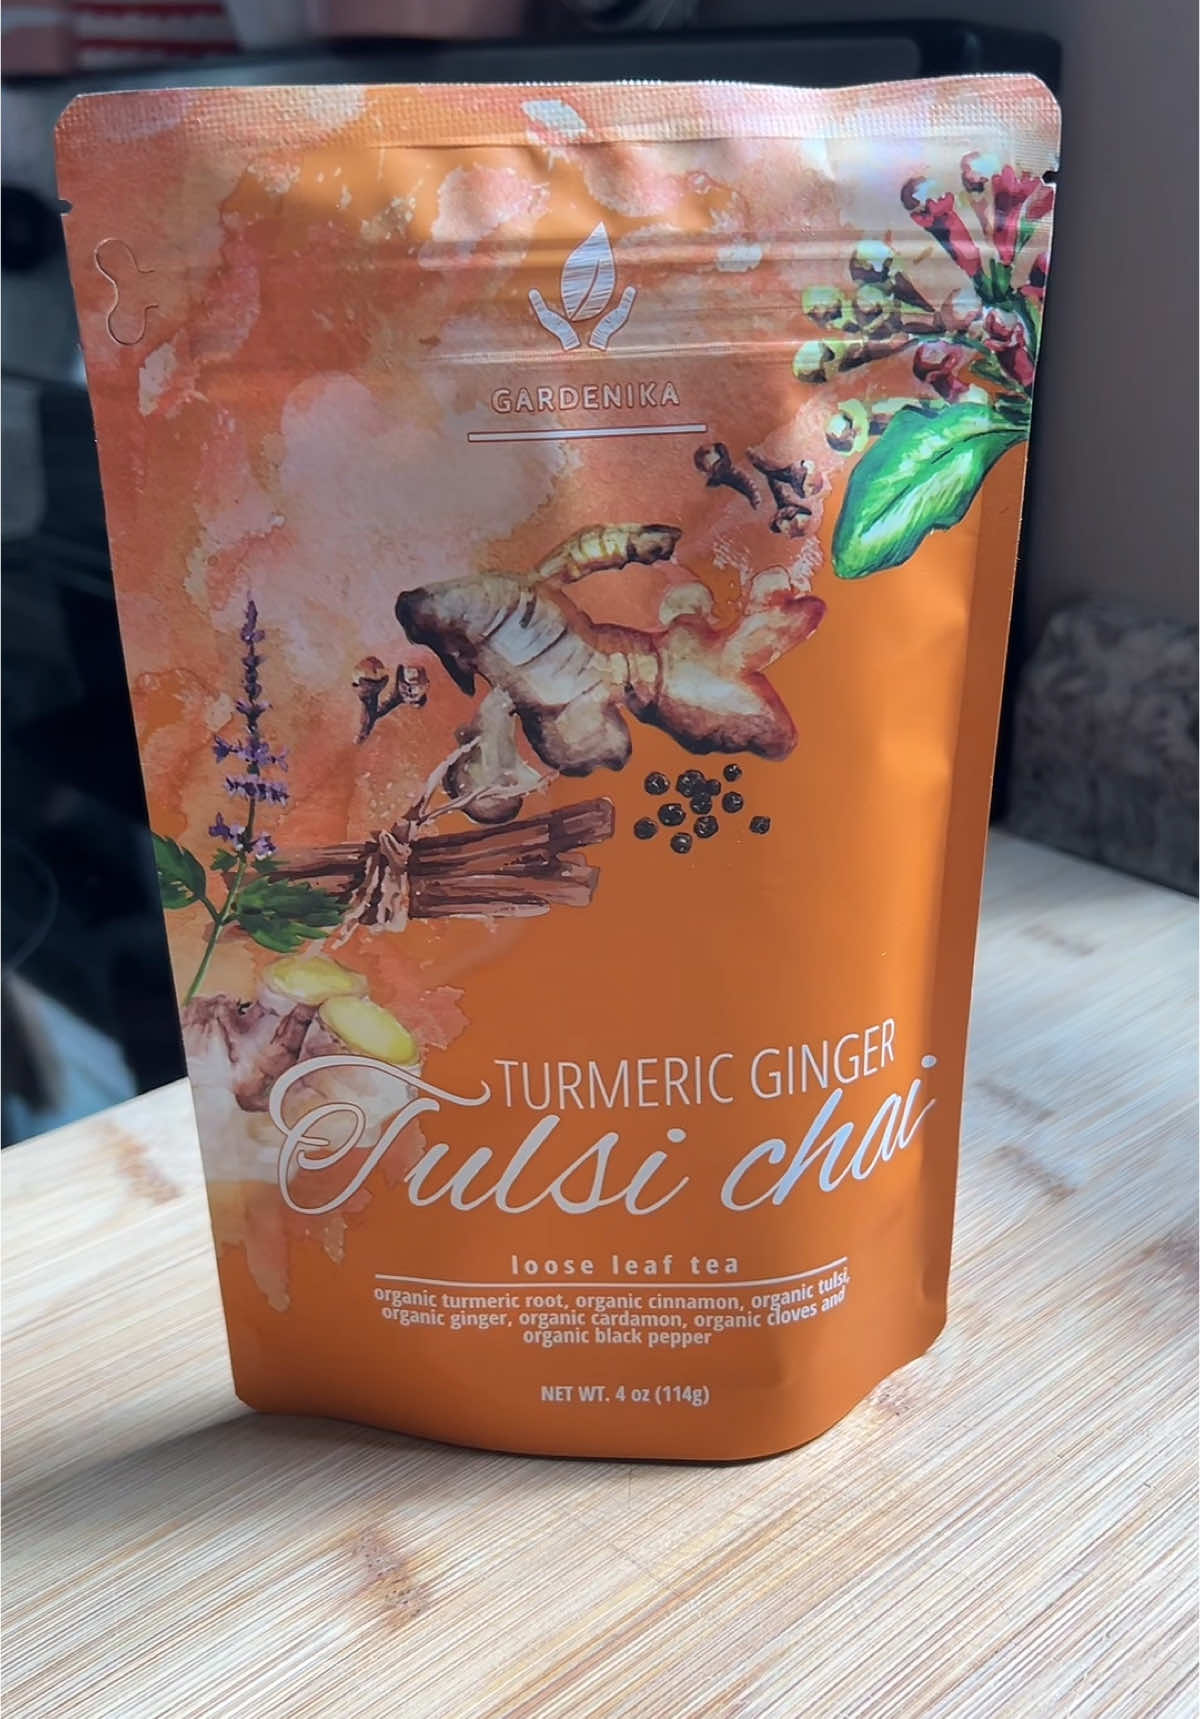 GARDENIKA
TURMERIC GINGER
Tulsi chai
loose leaf tea
organic turmeric root, organic cinnamon, organic tulsi,
organic ginger, organic cardamon, organic cloves and
organic black pepper
NET WT. 4 oz (114g)